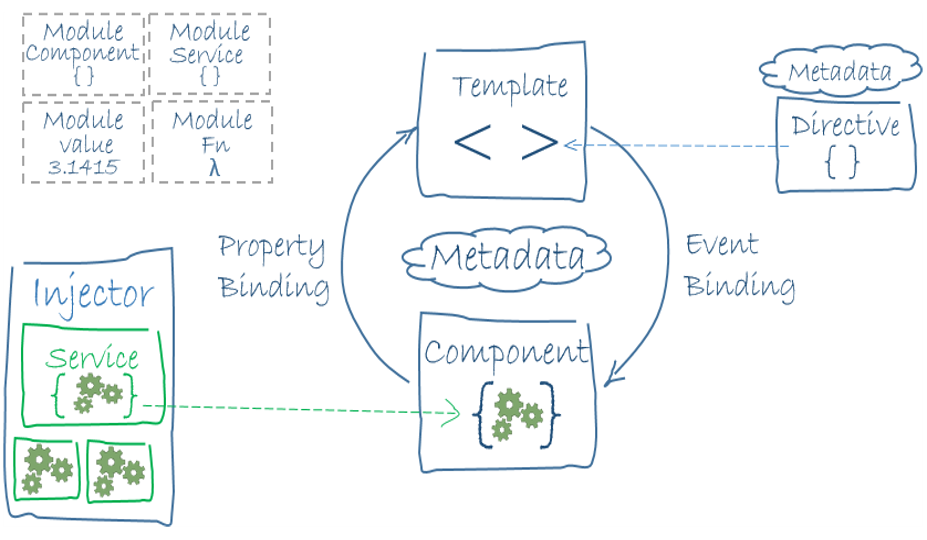 Module
Component
{ }
Module
Service
{ }
Module
value
3.1415
Module
Fn
λ
Template
< >
Metadata
Directive
{ }
Property
Binding
Metadata
Event
Binding
Injector
Service
{ }
Component
{ }